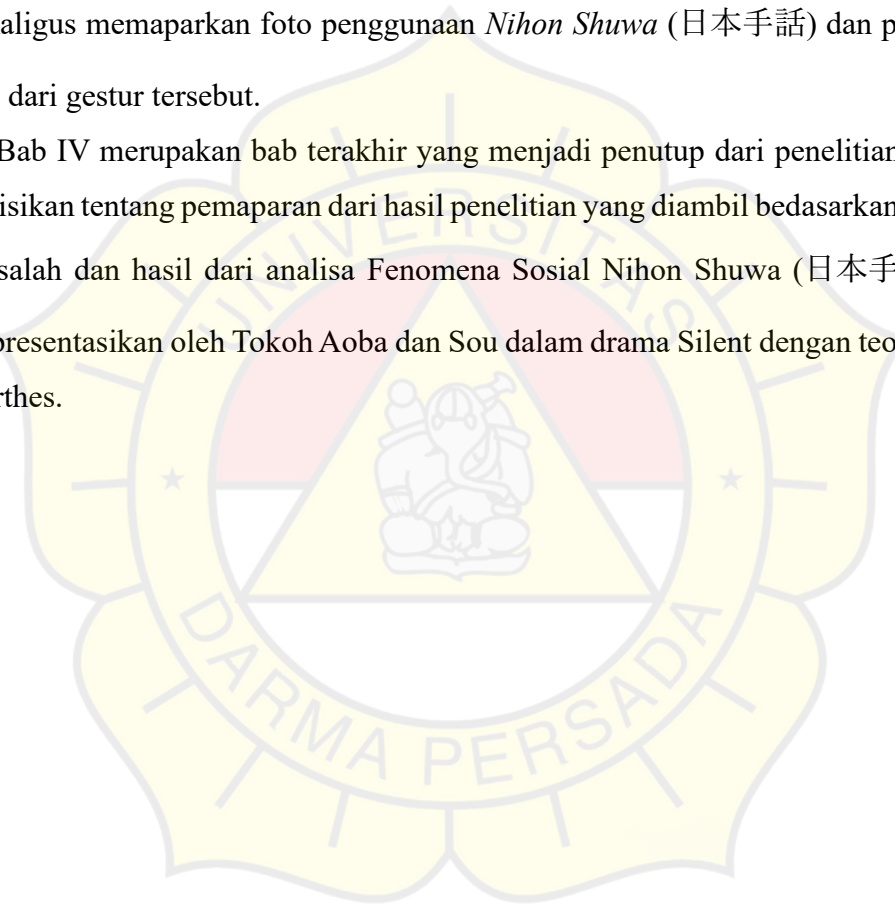 aligus memaparkan foto penggunaan Nihon Shuwa (日本手話) dan p
dari gestur tersebut.
Bab IV merupakan bab terakhir yang menjadi penutup dari penelitian
isikan tentang pemaparan dari hasil penelitian yang diambil bedasarkan
salah dan hasil dari analisa Fenomena Sosial Nihon Shuwa (日本手
presentasikan oleh Tokoh Aoba dan Sou dalam drama Silent dengan teo
rthes.
UNIVERSITAS
DARMA PERSADA